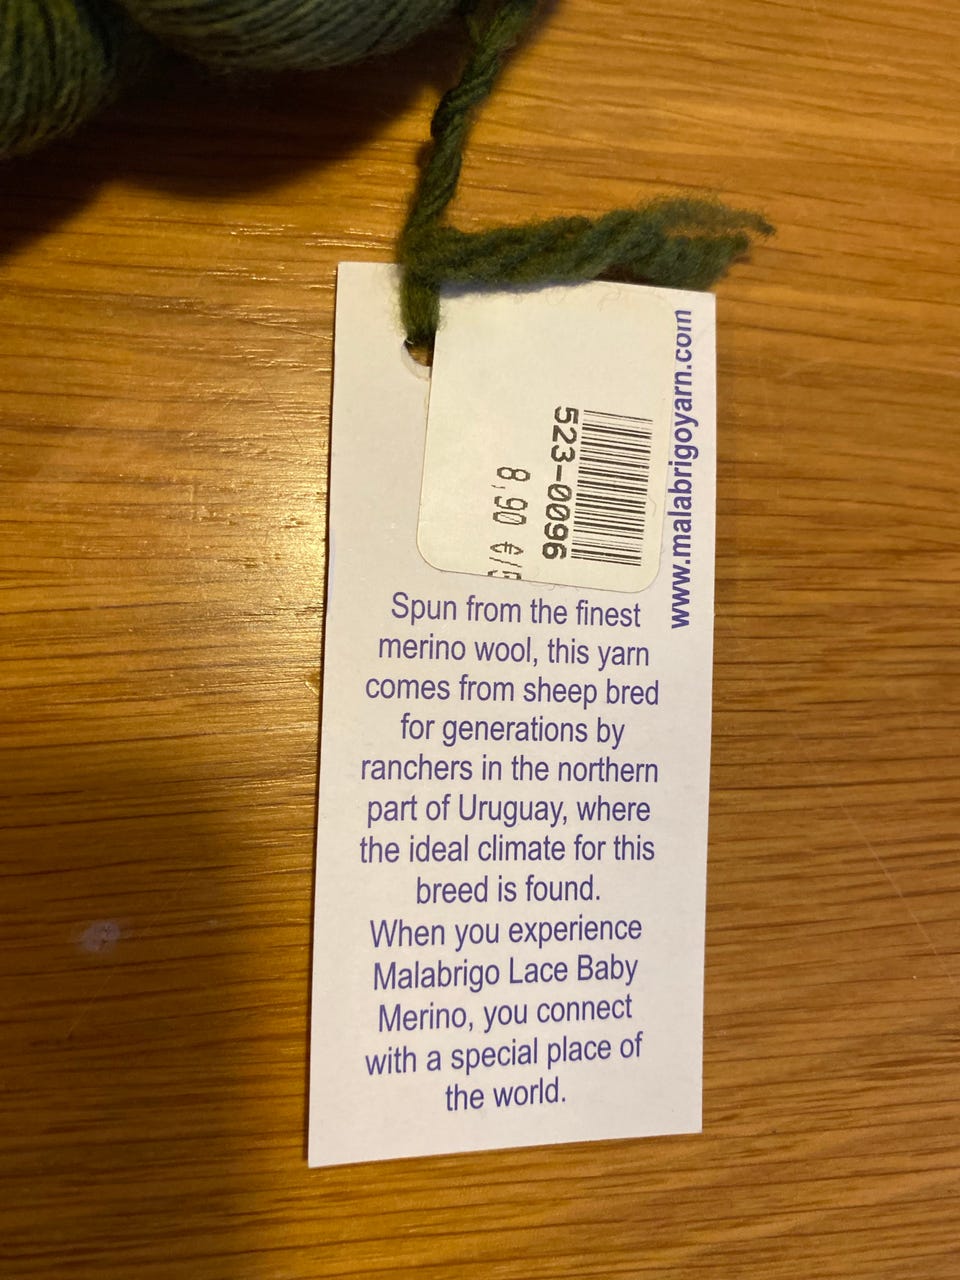 www.malabrigoyarn.com
523-0096
8,90 €/5
Spun from the finest
merino wool, this yarn
comes from sheep bred
for generations by
ranchers in the northern
part of Uruguay, where
the ideal climate for this
breed is found.
When you experience
Malabrigo Lace Baby
Merino, you connect
with a special place of
the world.